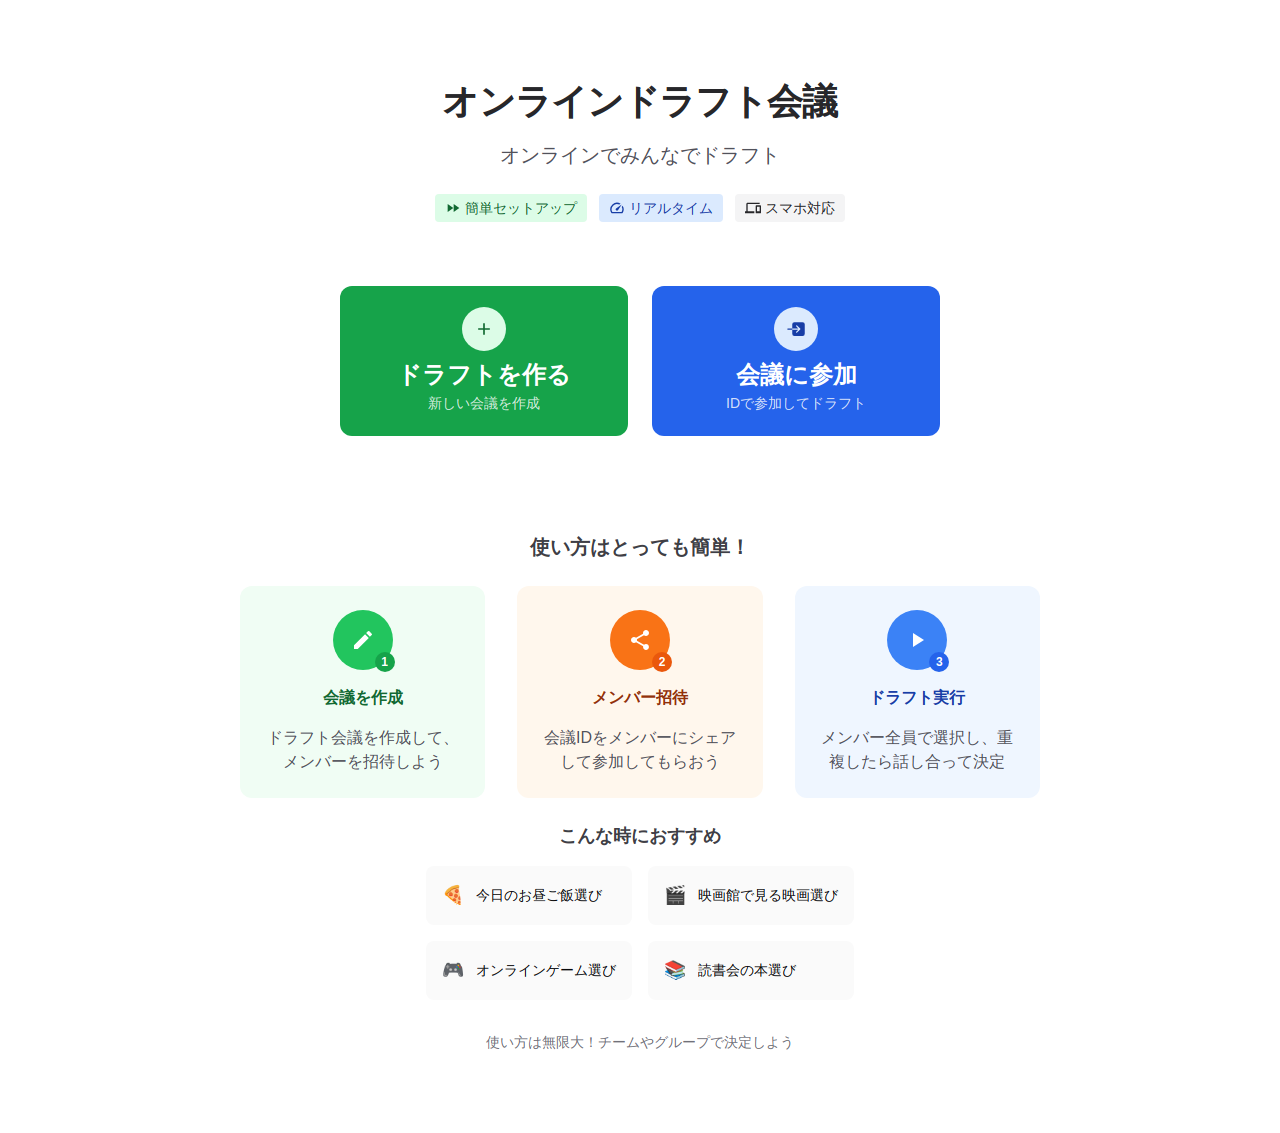 オンラインドラフト会議
オンラインでみんなでドラフト
簡単セットアップ
リアルタイム
スマホ対応
ドラフトを作る
新しい会議を作成
会議に参加
IDで参加してドラフト
使い方はとっても簡単！
1
会議を作成
ドラフト会議を作成して、
メンバーを招待しよう
2
メンバー招待
会議IDをメンバーにシェア
して参加してもらおう
3
ドラフト実行
メンバー全員で選択し、重
複したら話し合って決定
こんな時におすすめ
今日のお昼ご飯選び
映画館で見る映画選び
オンラインゲーム選び
読書会の本選び
使い方は無限大！チームやグループで決定しよう